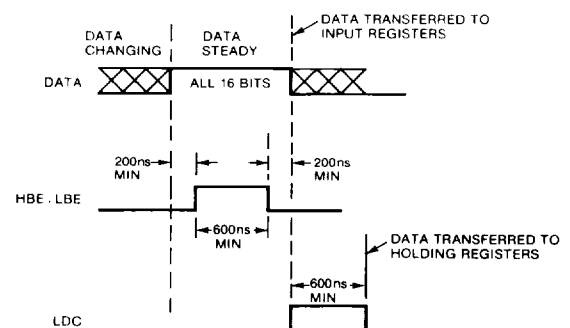 DATA CHANGING
DATA STEADY
DATA TRANSFERRED TO INPUT REGISTERS
DATA
ALL 16 BITS
200ns MIN
200ns MIN
HBE, LBE
600ns MIN
DATA TRANSFERRED TO HOLDING REGISTERS
600ns MIN
LDC